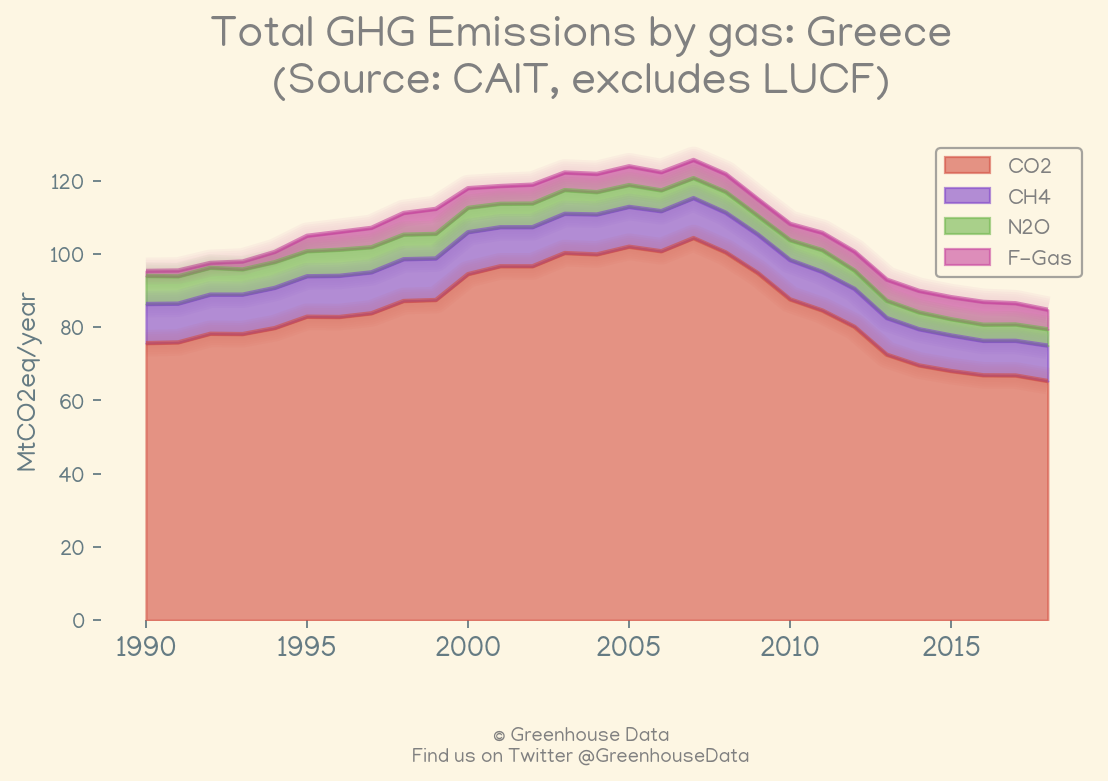 Total GHG Emissions by gas: Greece
(Source: CAIT, excludes LUCF)
CO2
CH4
N2O
F-Gas
MtCO2eq/year
120
100
80
60
40
20
0
1990 1995 2000 2005 2010 2015
© Greenhouse Data
Find us on Twitter @GreenhouseData